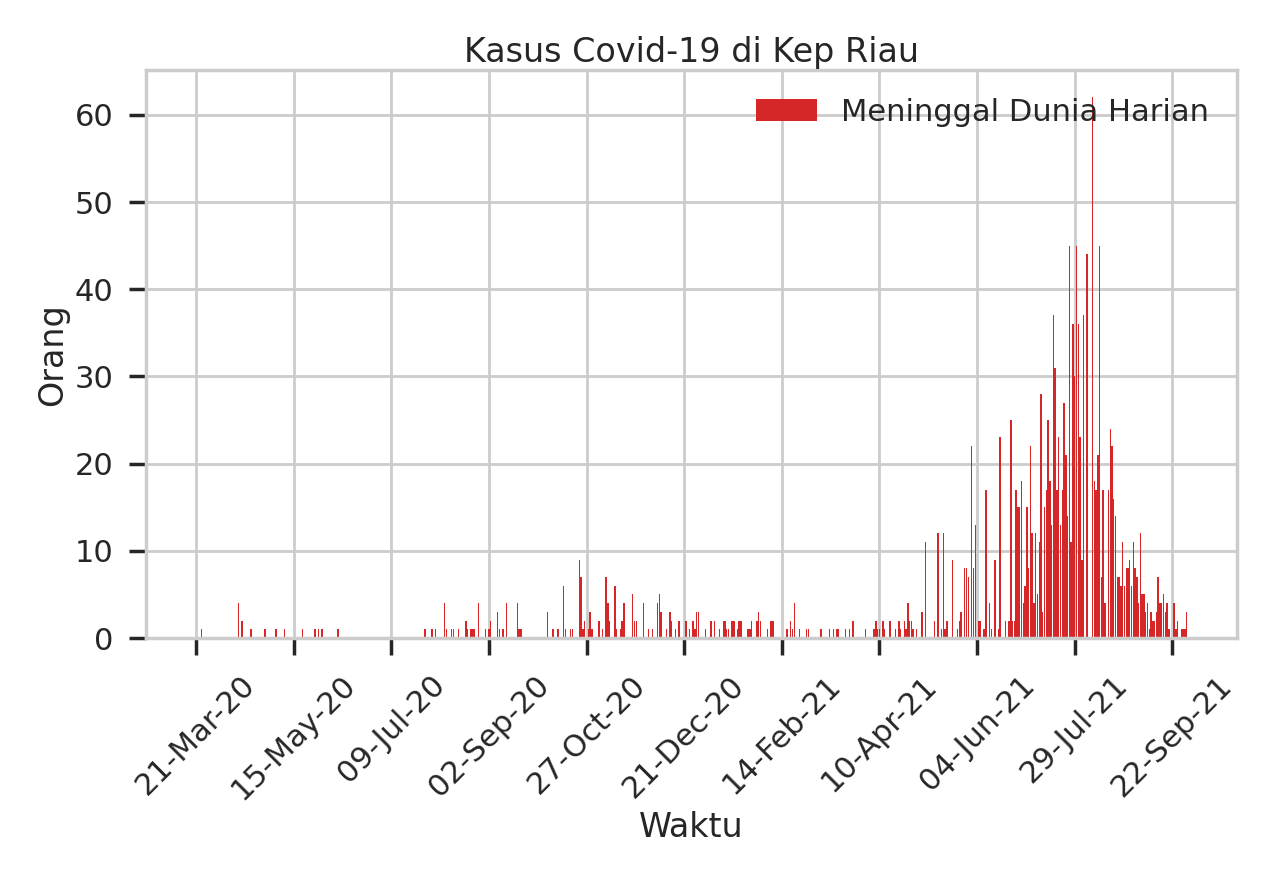 Kasus Covid-19 di Kep Riau
Meninggal Dunia Harian
60
50
40
30
20
10
0
Orang
21-Mar-20
15-May-20
09-Jul-20
02-Sep-20
27-Oct-20
21-Dec-20
14-Feb-21
10-Apr-21
04-Jun-21
29-Jul-21
22-Sep-21
Waktu